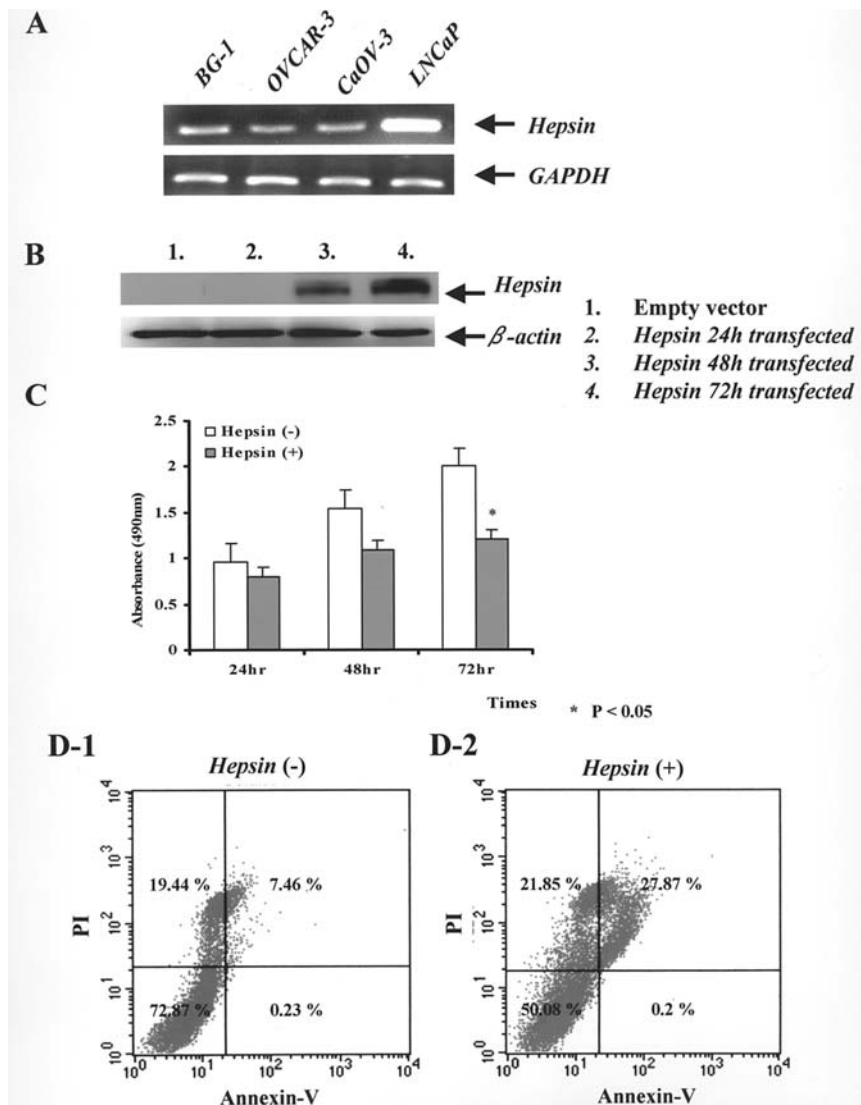 A
BG-1 OVCAR-3 CaOV-3 LNCaP
Hepsin
GAPDH
B
1. 2. 3. 4.
Hepsin
β-actin
1. Empty vector
2. Hepsin 24h transfected
3. Hepsin 48h transfected
4. Hepsin 72h transfected
C
2.5
2
1.5
1
0.5
0
Absorbance (490nm)
Hepsin (-)
Hepsin (+)
*
24hr 48hr 72hr
Times
* P < 0.05
D-1
Hepsin (-)
10⁴
10³
10²
10¹
10⁰
PI
19.44 % 7.46 %
72.87 % 0.23 %
10⁰ 10¹ 10² 10³ 10⁴
Annexin-V
D-2
Hepsin (+)
10⁴
10³
10²
10¹
10⁰
PI
21.85 % 27.87 %
50.08 % 0.2 %
10⁰ 10¹ 10² 10³ 10⁴
Annexin-V